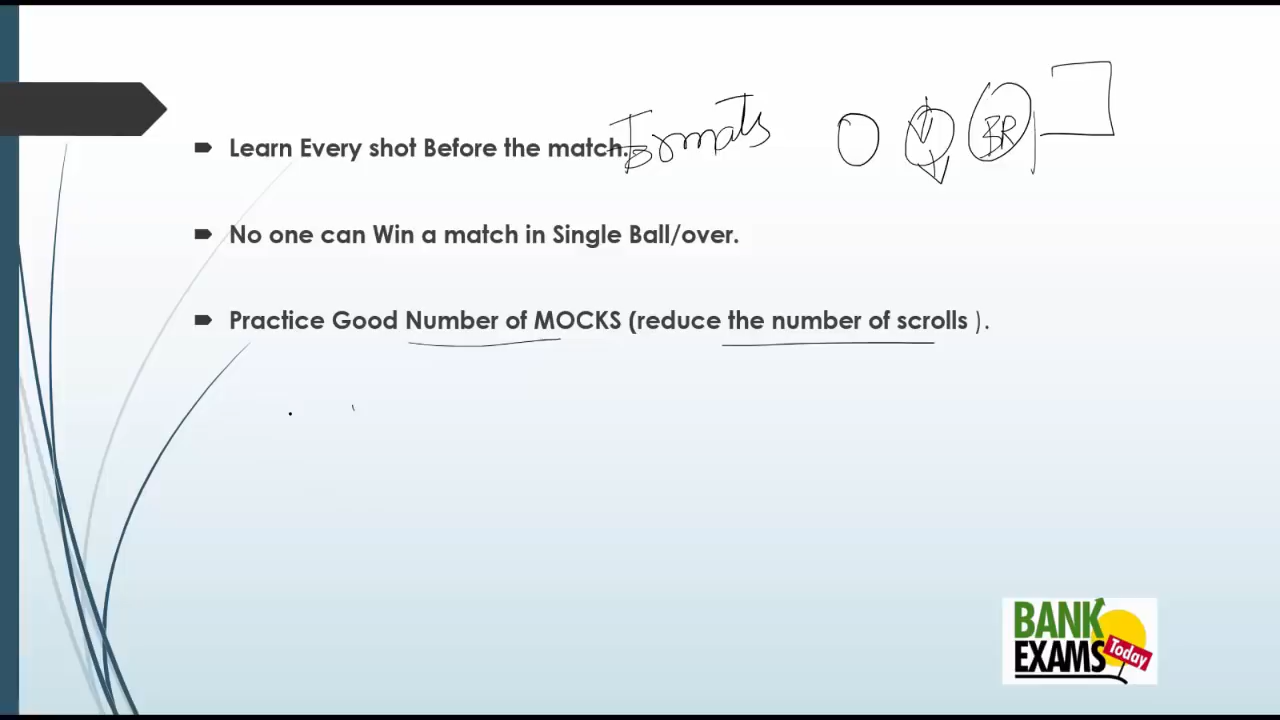 Formats BR
Learn Every shot Before the match.
No one can Win a match in Single Ball/over.
Practice Good Number of MOCKS (reduce the number of scrolls ).
BANK
EXAMS
Today